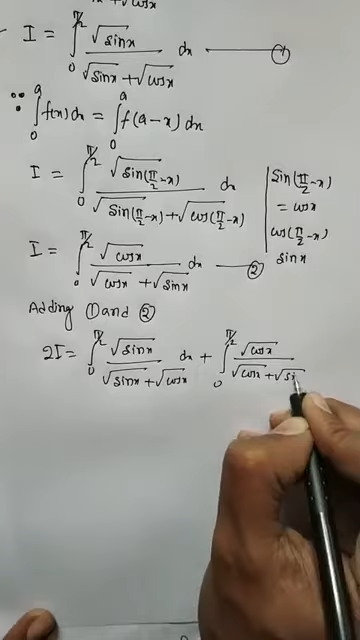 I = ∫₀^{π/2} √sinx / (√sinx + √cosx) dx ——— ①
∵ ∫₀^a f(x) dx = ∫₀^a f(a-x) dx
I = ∫₀^{π/2} √sin(π/2-x) / (√sin(π/2-x) + √cos(π/2-x)) dx
sin(π/2-x)
= cosx
cos(π/2-x)
sinx
I = ∫₀^{π/2} √cosx / (√cosx + √sinx) dx ——— ②
Adding ① and ②
2I = ∫₀^{π/2} √sinx / (√sinx + √cosx) dx + ∫₀^{π/2} √cosx / (√cosx + √si